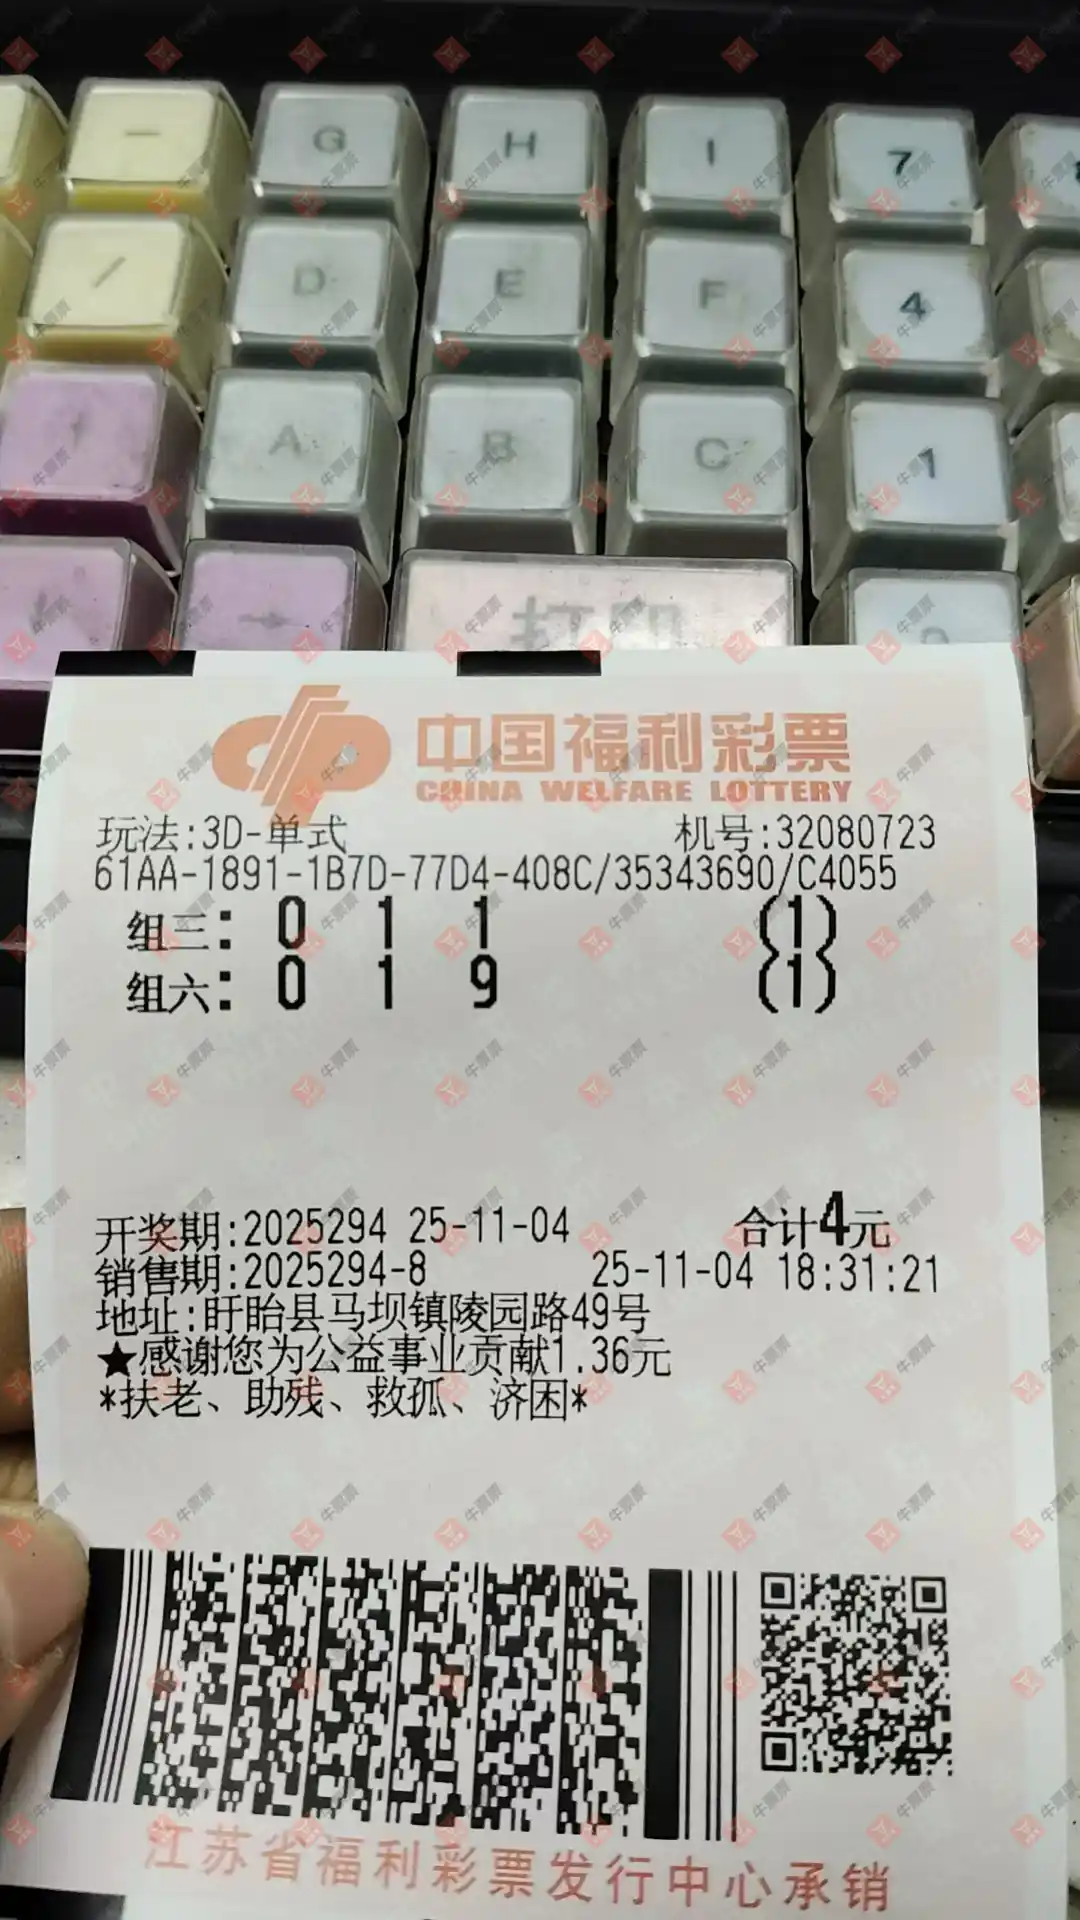 — G H I 7
/ D E F 4
↑ A B C 1
打印
中国福利彩票
CHINA WELFARE LOTTERY
玩法:3D-单式 机号:32080723
61AA-1891-1B7D-77D4-408C/35343690/C4055
组三: 0 1 1 (1)
组六: 0 1 9 (1)
开奖期:2025294 25-11-04 合计4元
销售期:2025294-8 25-11-04 18:31:21
地址:盱眙县马坝镇陵园路49号
★感谢您为公益事业贡献1.36元
*扶老、助残、救孤、济困*
江苏省福利彩票发行中心承销
牛票票